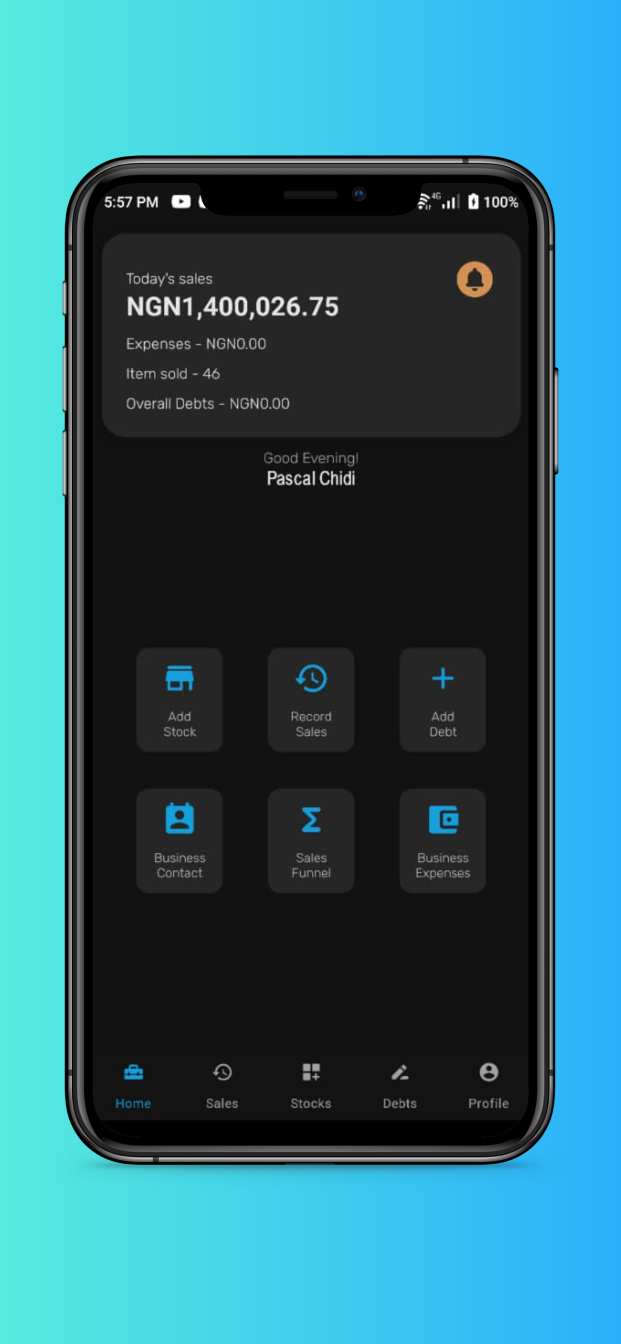 5:57 PM 4G 100%
Today's sales
NGN1,400,026.75
Expenses - NGN0.00
Item sold - 46
Overall Debts - NGN0.00
Good Evening!
Pascal Chidi
Add
Stock
Record
Sales
Add
Debt
Business
Contact
Sales
Funnel
Business
Expenses
Home Sales Stocks Debts Profile